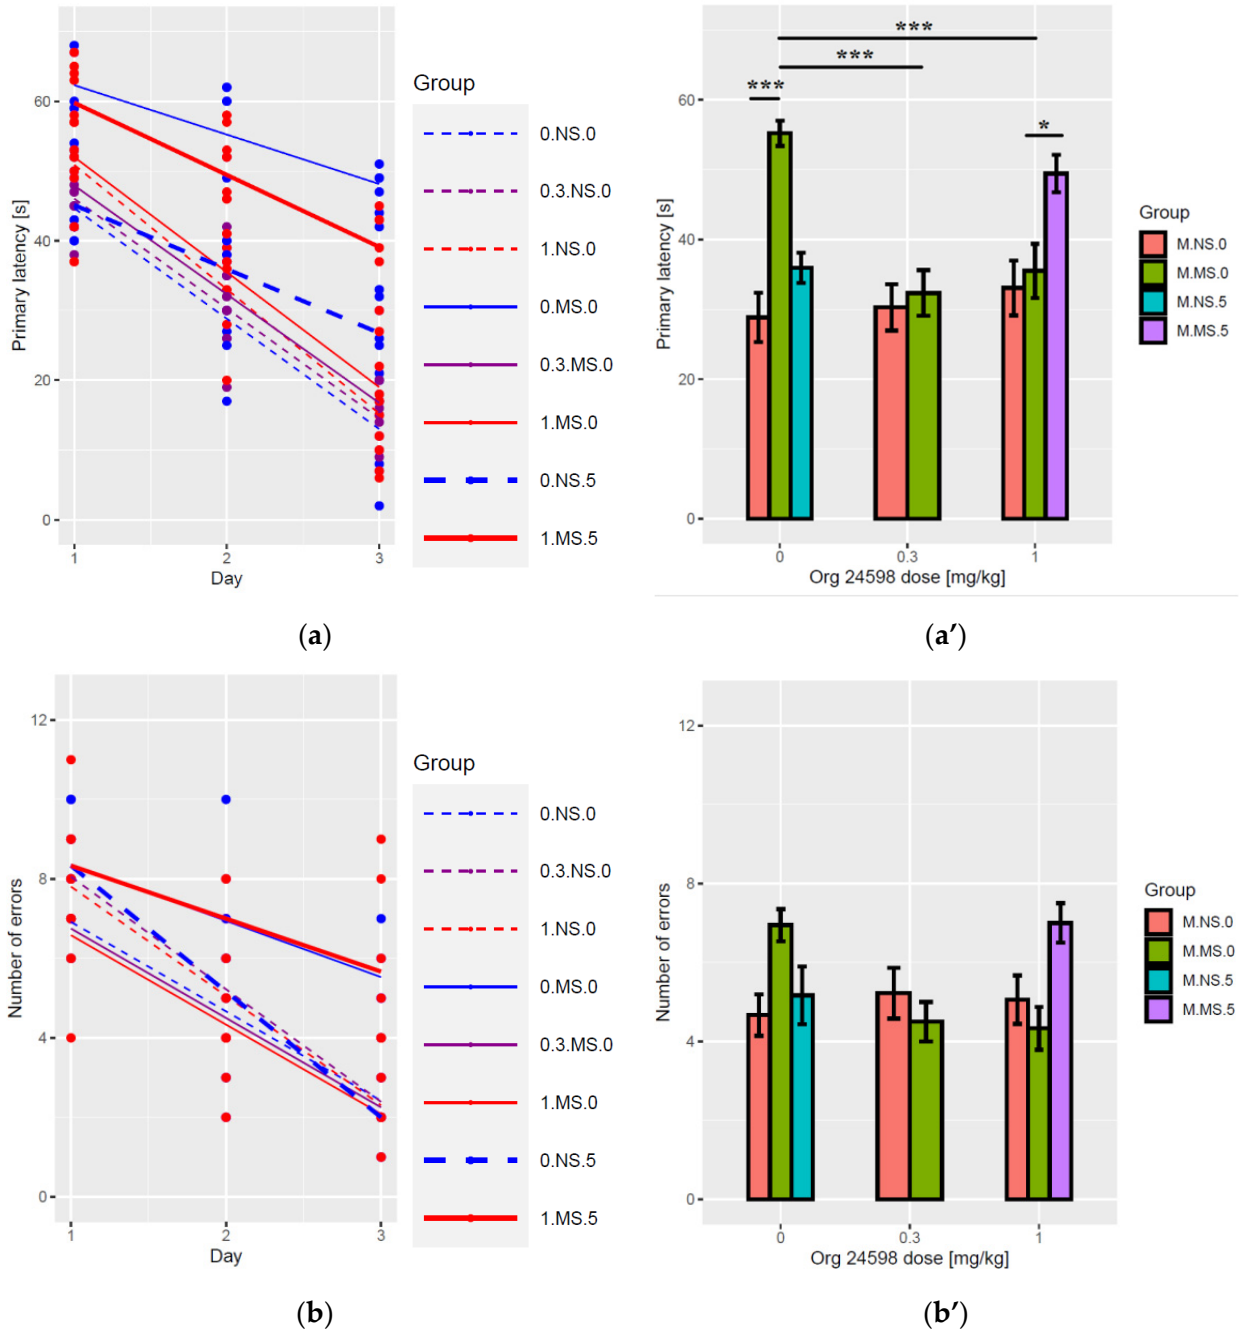 Primary latency [s]
60
40
20
0
1
2
3
Day
Group
0.NS.0
0.3.NS.0
1.NS.0
0.MS.0
0.3.MS.0
1.MS.0
0.NS.5
1.MS.5
(a)
Primary latency [s]
60
40
20
0
***
***
***
*
0
0.3
1
Org 24598 dose [mg/kg]
Group
M.NS.0
M.MS.0
M.NS.5
M.MS.5
(a′)
Number of errors
12
8
4
0
1
2
3
Day
Group
0.NS.0
0.3.NS.0
1.NS.0
0.MS.0
0.3.MS.0
1.MS.0
0.NS.5
1.MS.5
(b)
Number of errors
12
8
4
0
0
0.3
1
Org 24598 dose [mg/kg]
Group
M.NS.0
M.MS.0
M.NS.5
M.MS.5
(b′)